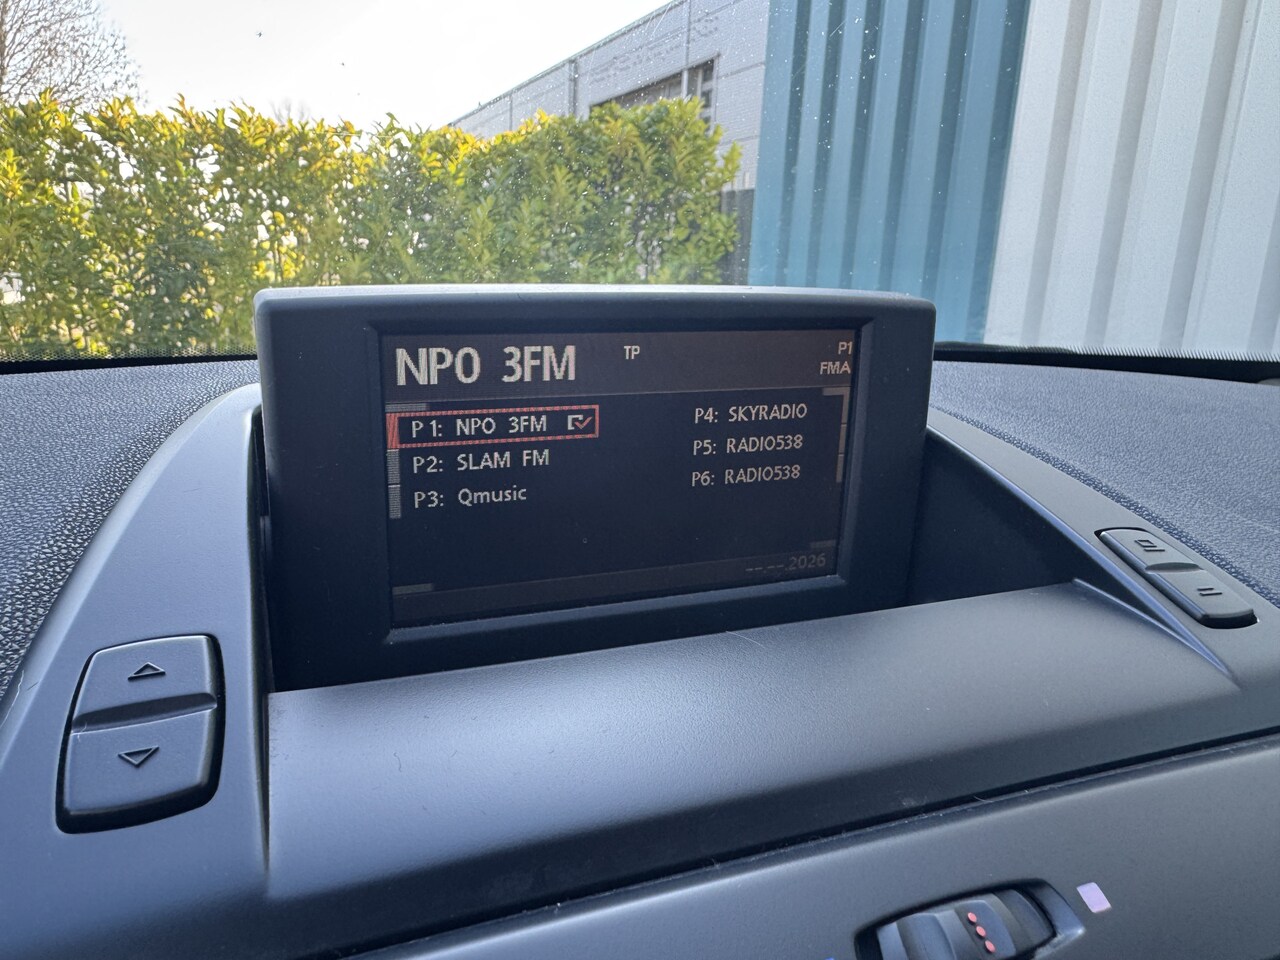 NPO 3FM
TP
P1
FMA
P1: NPO 3FM
P2: SLAM FM
P3: Qmusic
P4: SKYRADIO
P5: RADIO538
P6: RADIO538
--.--.2026